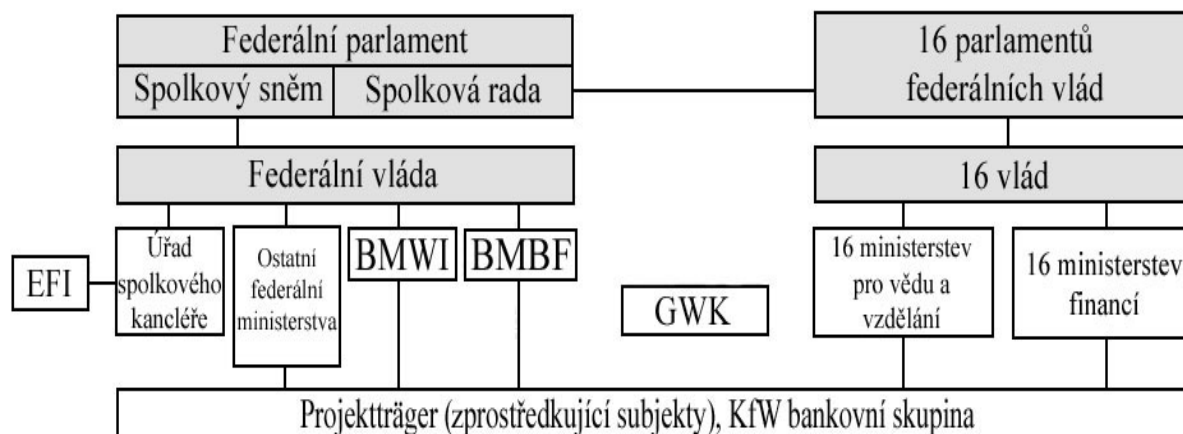 Federální parlament
Spolkový sněm
Spolková rada
16 parlamentů
federálních vlád
Federální vláda
16 vlád
EFI
Úřad
spolkového
kancléře
Ostatní
federální
ministerstva
BMWI
BMBF
GWK
16 ministerstev
pro vědu a
vzdělání
16 ministerstev
financí
Projektträger (zprostředkující subjekty), KfW bankovní skupina